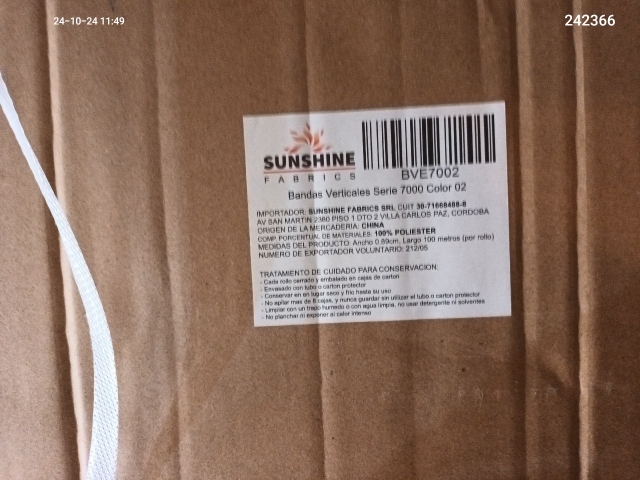 24-10-24 11:49
242366
SUNSHINE
FABRICS
BVE7002
Bandas Verticales Serie 7000 Color 02
IMPORTADOR: SUNSHINE FABRICS SRL CUIT 30-71668468-8
AV SAN MARTIN 2360 PISO 1 DTO 2 VILLA CARLOS PAZ, CORDOBA
ORIGEN DE LA MERCADERIA: CHINA
COMP. PORCENTUAL DE MATERIALES: 100% POLIESTER
MEDIDAS DEL PRODUCTO: Ancho 0.89cm, Largo 100 metros (por rollo)
NUMERO DE EXPORTADOR VOLUNTARIO: 212/05
TRATAMIENTO DE CUIDADO PARA CONSERVACION:
- Cada rollo cerrado y embalado en cajas de carton
- Envasado con tubo o carton protector
- Conservar en en lugar seco y frio hasta su uso
- No apilar mas de 8 cajas, y nunca guardar sin utilizar el tubo o carton protector
- Limpiar con un trapo humedo o con agua limpia, no usar detergente ni solventes
- No planchar ni exponer al calor intenso